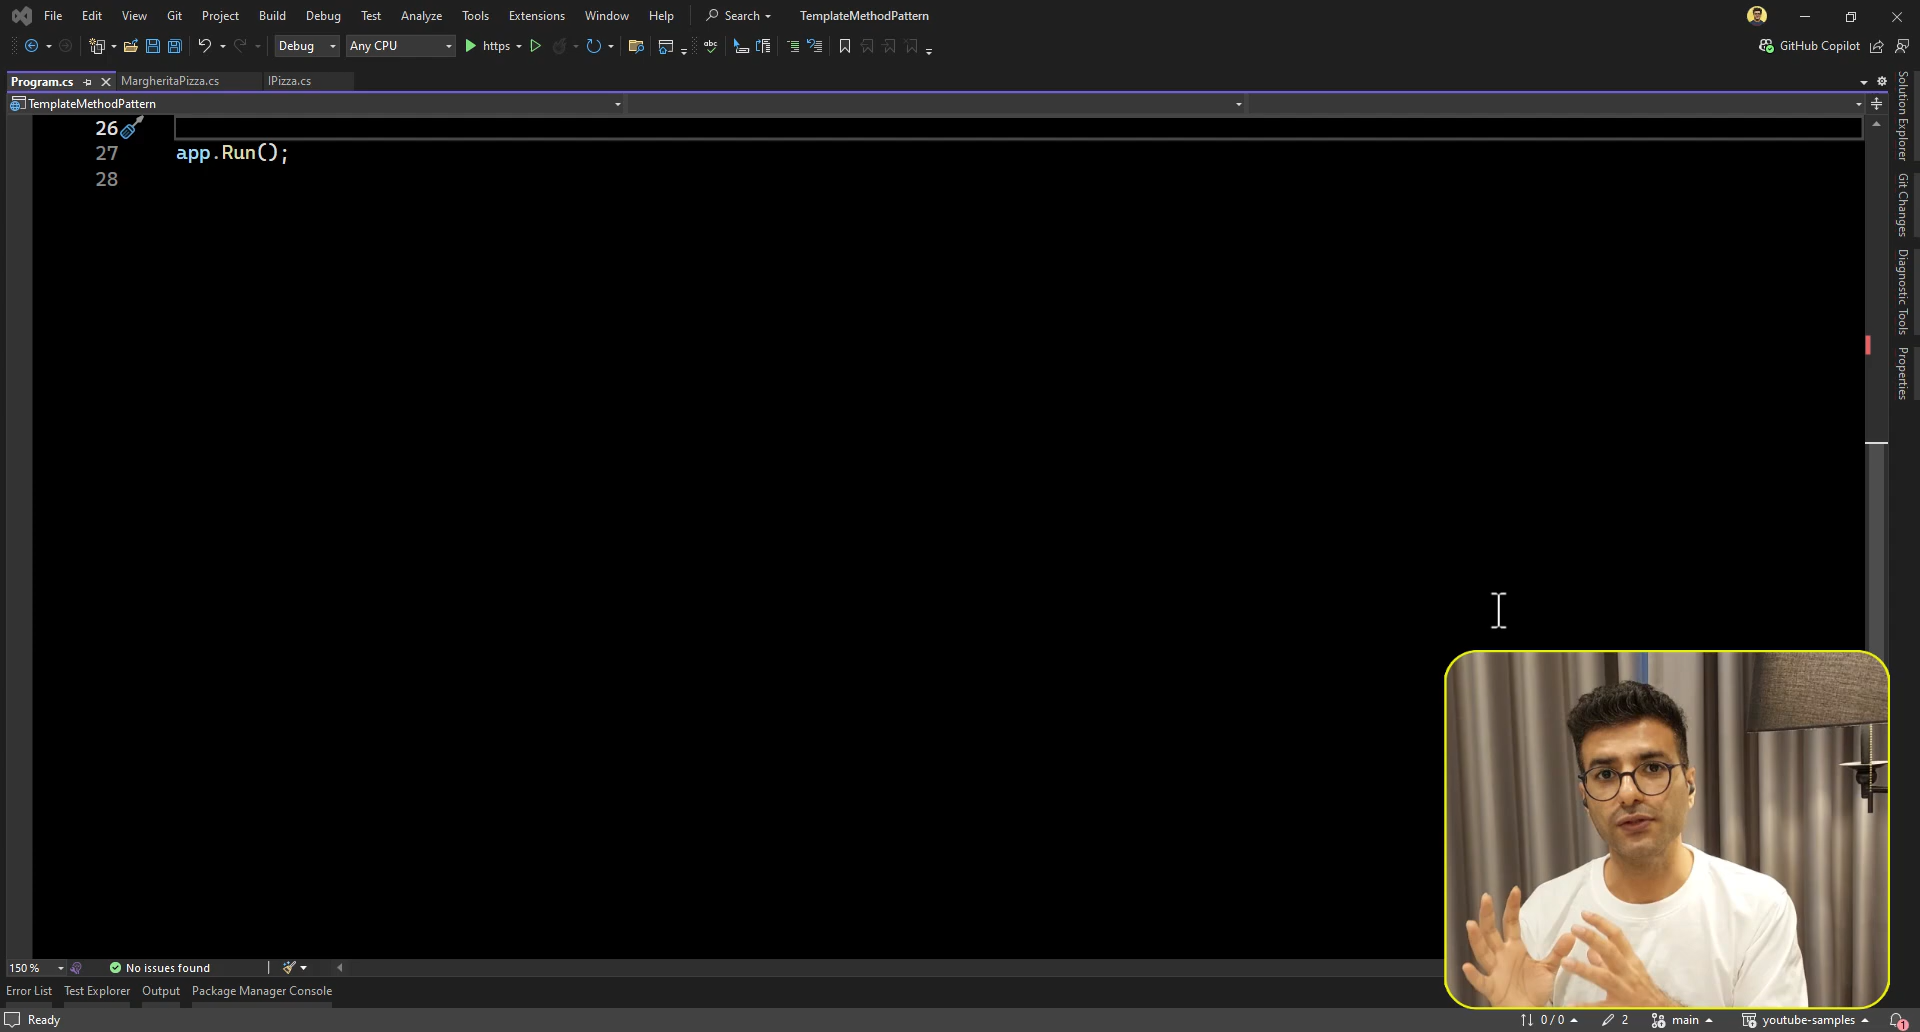 File Edit View Git Project Build Debug Test Analyze Tools Extensions Window Help Search TemplateMethodPattern
Debug Any CPU https GitHub Copilot
Program.cs MargheritaPizza.cs IPizza.cs
TemplateMethodPattern
26
27 app.Run();
28
Solution Explorer
Git Changes
Diagnostic Tools
Properties
150 % No issues found
Error List Test Explorer Output Package Manager Console
Ready 0 / 0 2 main youtube-samples 1